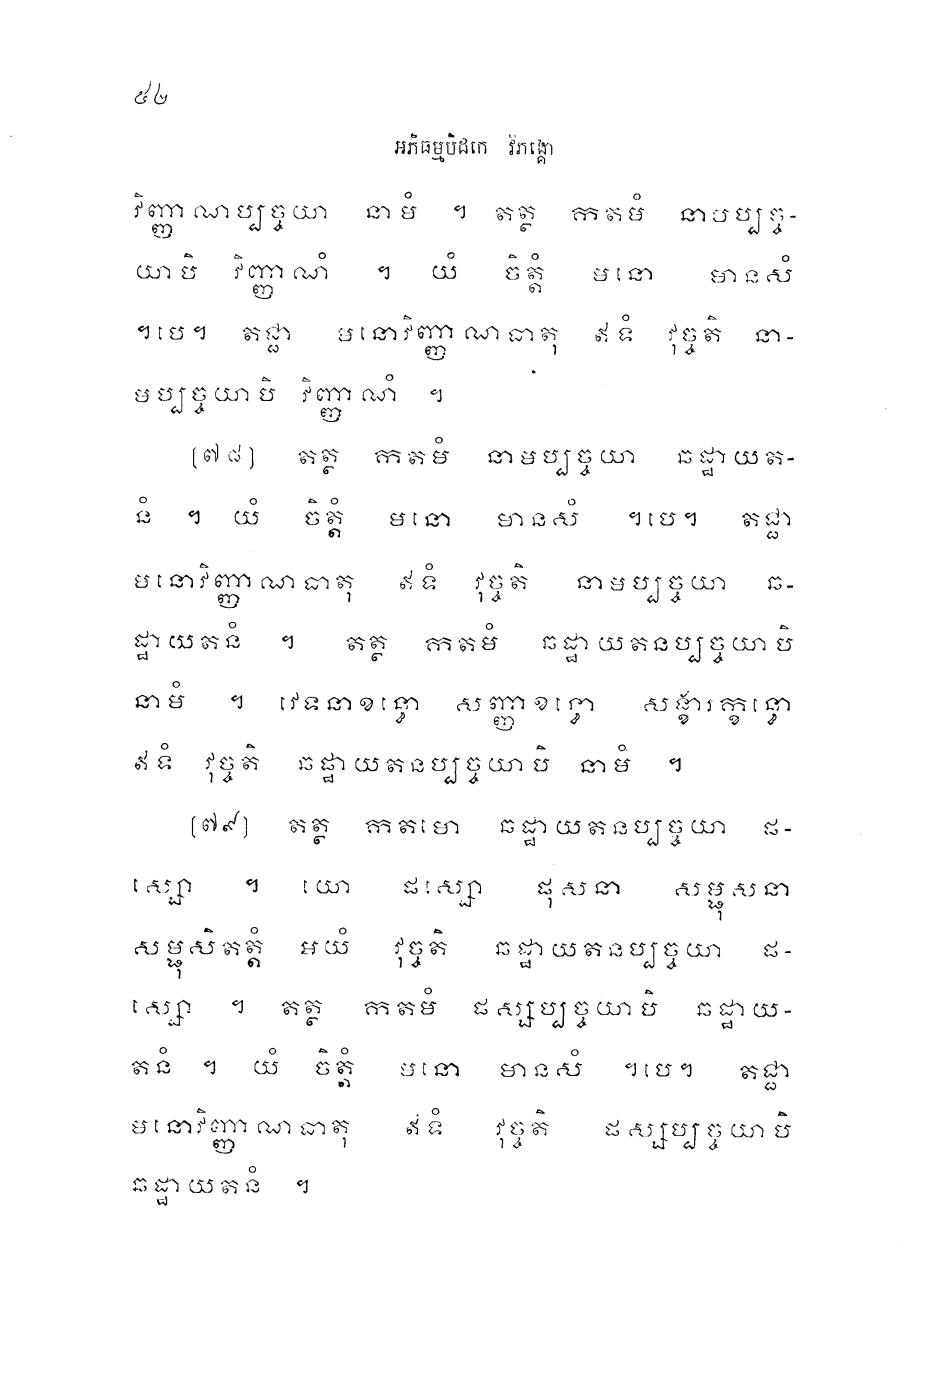 ៥២
អភិធម្មបិដកេ វិភង្គោ
វិញ្ញាណប្បច្ចយា នាមំ ។ តត្ថ កតមំ នាមប្បច្ច-
យាបិ វិញ្ញាណំ ។ យំ ចិត្តំ មនោ មានសំ
។បេ។ តជ្ជា មនោវិញ្ញាណធាតុ ឥទំ វុច្ចតិ នា-
មប្បច្ចយាបិ វិញ្ញាណំ ។
(៧៨) តត្ថ កតមំ នាមប្បច្ចយា ឆដ្ឋាយត-
នំ ។ យំ ចិត្តំ មនោ មានសំ ។បេ។ តជ្ជា
មនោវិញ្ញាណធាតុ ឥទំ វុច្ចតិ នាមប្បច្ចយា ឆ-
ដ្ឋាយតនំ ។ តត្ថ កតមំ ឆដ្ឋាយតនប្បច្ចយាបិ
នាមំ ។ វេទនាខន្ធោ សញ្ញាខន្ធោ សង្ខារក្ខន្ធោ
ឥទំ វុច្ចតិ ឆដ្ឋាយតនប្បច្ចយាបិ នាមំ ។
(៧៩) តត្ថ កតមោ ឆដ្ឋាយតនប្បច្ចយា ផ-
ស្សោ ។ យោ ផស្សោ ផុសនា សម្ផុសនា
សម្ផុសិតត្តំ អយំ វុច្ចតិ ឆដ្ឋាយតនប្បច្ចយា ផ-
ស្សោ ។ តត្ថ កតមំ ផស្សប្បច្ចយាបិ ឆដ្ឋាយ-
តនំ ។ យំ ចិត្តំ មនោ មានសំ ។បេ។ តជ្ជា
មនោវិញ្ញាណធាតុ ឥទំ វុច្ចតិ ផស្សប្បច្ចយាបិ
ឆដ្ឋាយតនំ ។